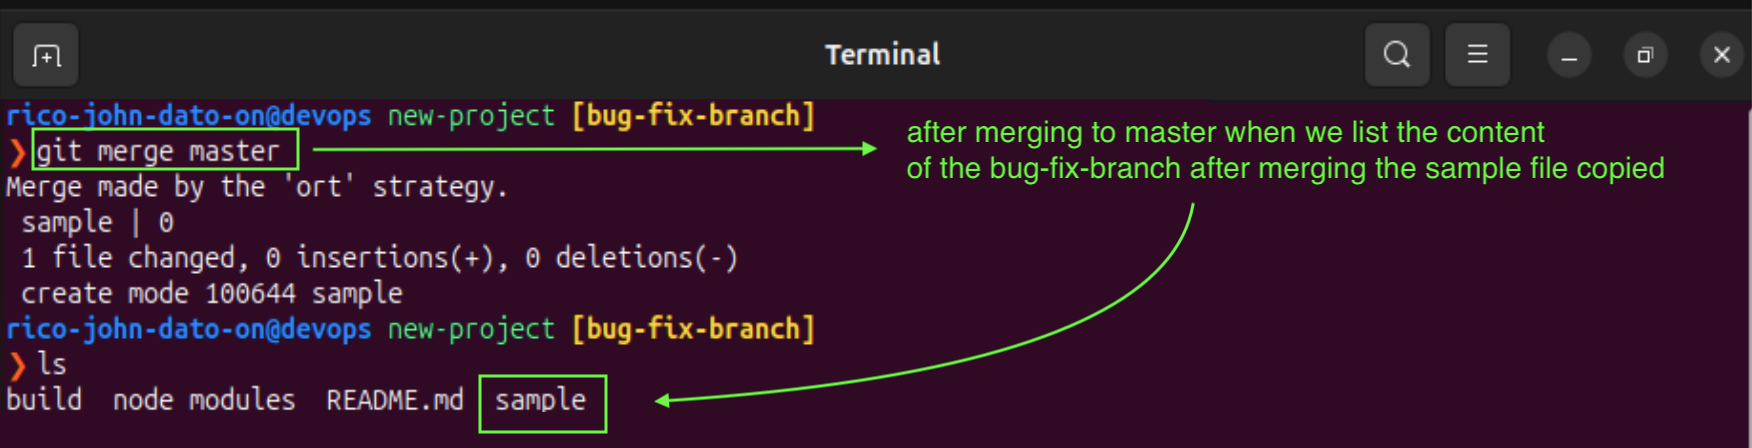 Terminal
rico-john-dato-on@devops new-project [bug-fix-branch]
❯ git merge master
after merging to master when we list the content
of the bug-fix-branch after merging the sample file copied
Merge made by the 'ort' strategy.
sample | 0
1 file changed, 0 insertions(+), 0 deletions(-)
create mode 100644 sample
rico-john-dato-on@devops new-project [bug-fix-branch]
❯ ls
build node modules README.md sample